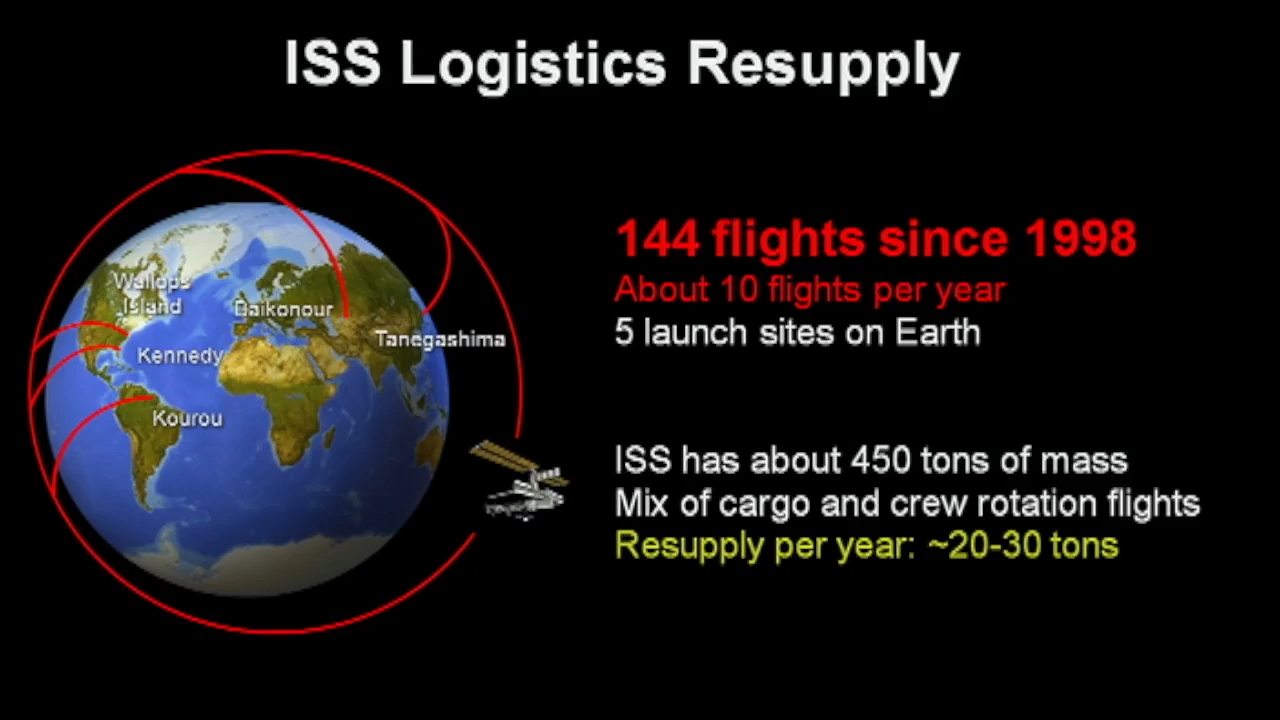 ISS Logistics Resupply
Wallops
Island
Baikonour
Tanegashima
Kennedy
Kourou
144 flights since 1998
About 10 flights per year
5 launch sites on Earth
ISS has about 450 tons of mass
Mix of cargo and crew rotation flights
Resupply per year: ~20-30 tons